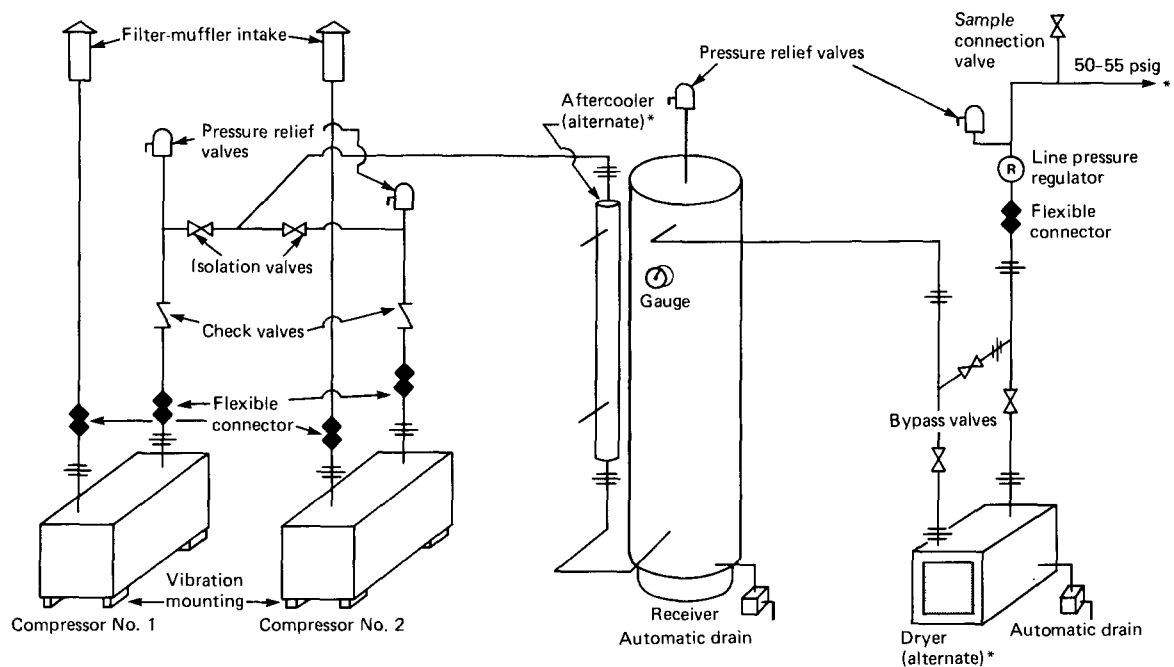 Filter-muffler intake
Sample
connection
valve
Pressure relief valves
50–55 psig
*
Aftercooler
(alternate)*
Pressure relief
valves
R
Line pressure
regulator
Flexible
connector
Isolation valves
Gauge
Check valves
Flexible
connector
Bypass valves
Vibration
mounting
Compressor No. 1
Compressor No. 2
Receiver
Automatic drain
Dryer
(alternate)*
Automatic drain